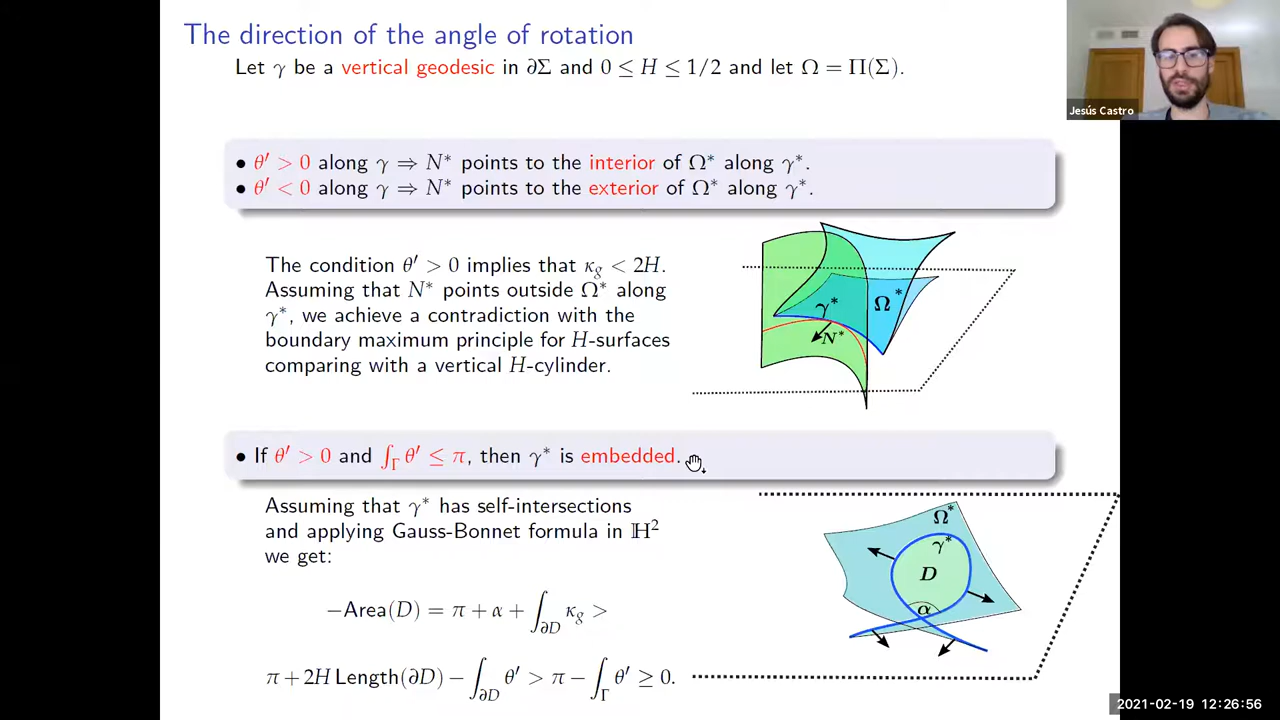 The direction of the angle of rotation
Let γ be a vertical geodesic in ∂Σ and 0 ≤ H ≤ 1/2 and let Ω = Π(Σ).
Jesús Castro
• θ′ > 0 along γ ⇒ N* points to the interior of Ω* along γ*.
• θ′ < 0 along γ ⇒ N* points to the exterior of Ω* along γ*.
The condition θ′ > 0 implies that κg < 2H.
Assuming that N* points outside Ω* along
γ*, we achieve a contradiction with the
boundary maximum principle for H-surfaces
comparing with a vertical H-cylinder.
γ*
Ω*
N*
• If θ′ > 0 and ∫Γ θ′ ≤ π, then γ* is embedded.
Assuming that γ* has self-intersections
and applying Gauss-Bonnet formula in ℍ²
we get:
−Area(D) = π + α + ∫∂D κg >
π + 2H Length(∂D) − ∫∂D θ′ > π − ∫Γ θ′ ≥ 0.
Ω*
γ*
D
α
2021-02-19 12:26:56